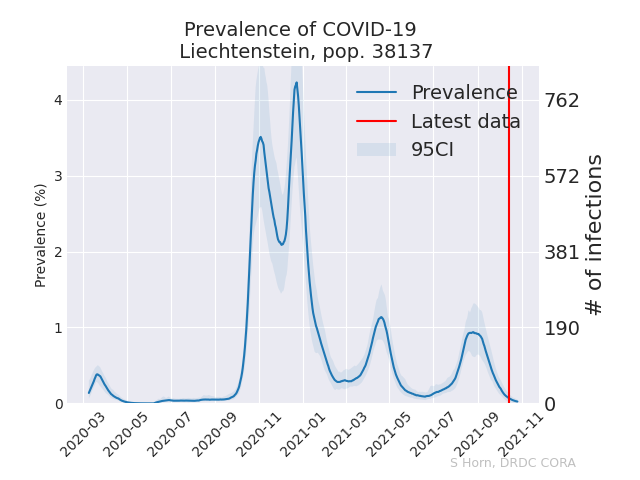 Prevalence of COVID-19
Liechtenstein, pop. 38137
Prevalence
Latest data
95CI
Prevalence (%)
4
3
2
1
0
762
572
381
190
0
# of infections
2020-03
2020-05
2020-07
2020-09
2020-11
2021-01
2021-03
2021-05
2021-07
2021-09
2021-11
S Horn, DRDC CORA